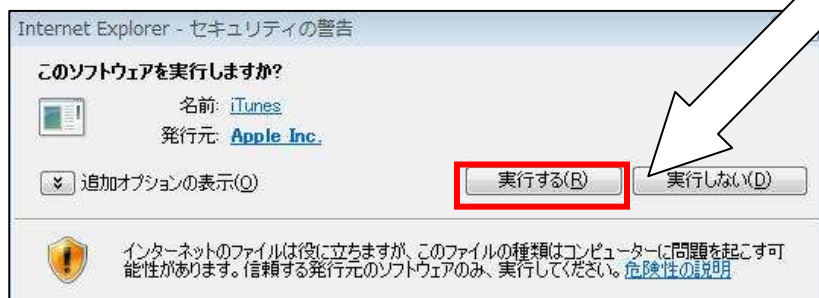 Internet Explorer - セキュリティの警告
このソフトウェアを実行しますか?
名前: iTunes
発行元: Apple Inc.
追加オプションの表示(O)
実行する(R)
実行しない(D)
インターネットのファイルは役に立ちますが、このファイルの種類はコンピューターに問題を起こす可
能性があります。信頼する発行元のソフトウェアのみ、実行してください。危険性の説明